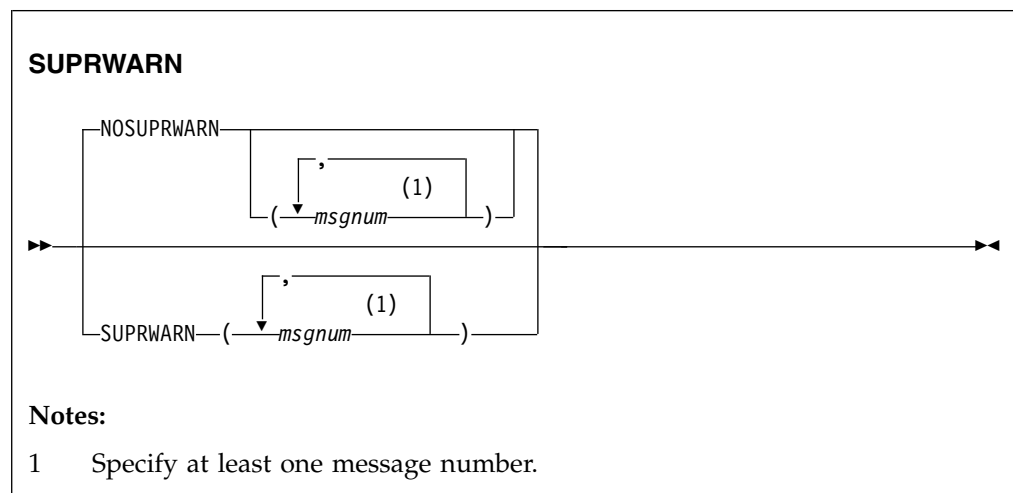 SUPRWARN
NOSUPRWARN
,
(1)
( msgnum )
,
(1)
SUPRWARN ( msgnum )
Notes:
1 Specify at least one message number.